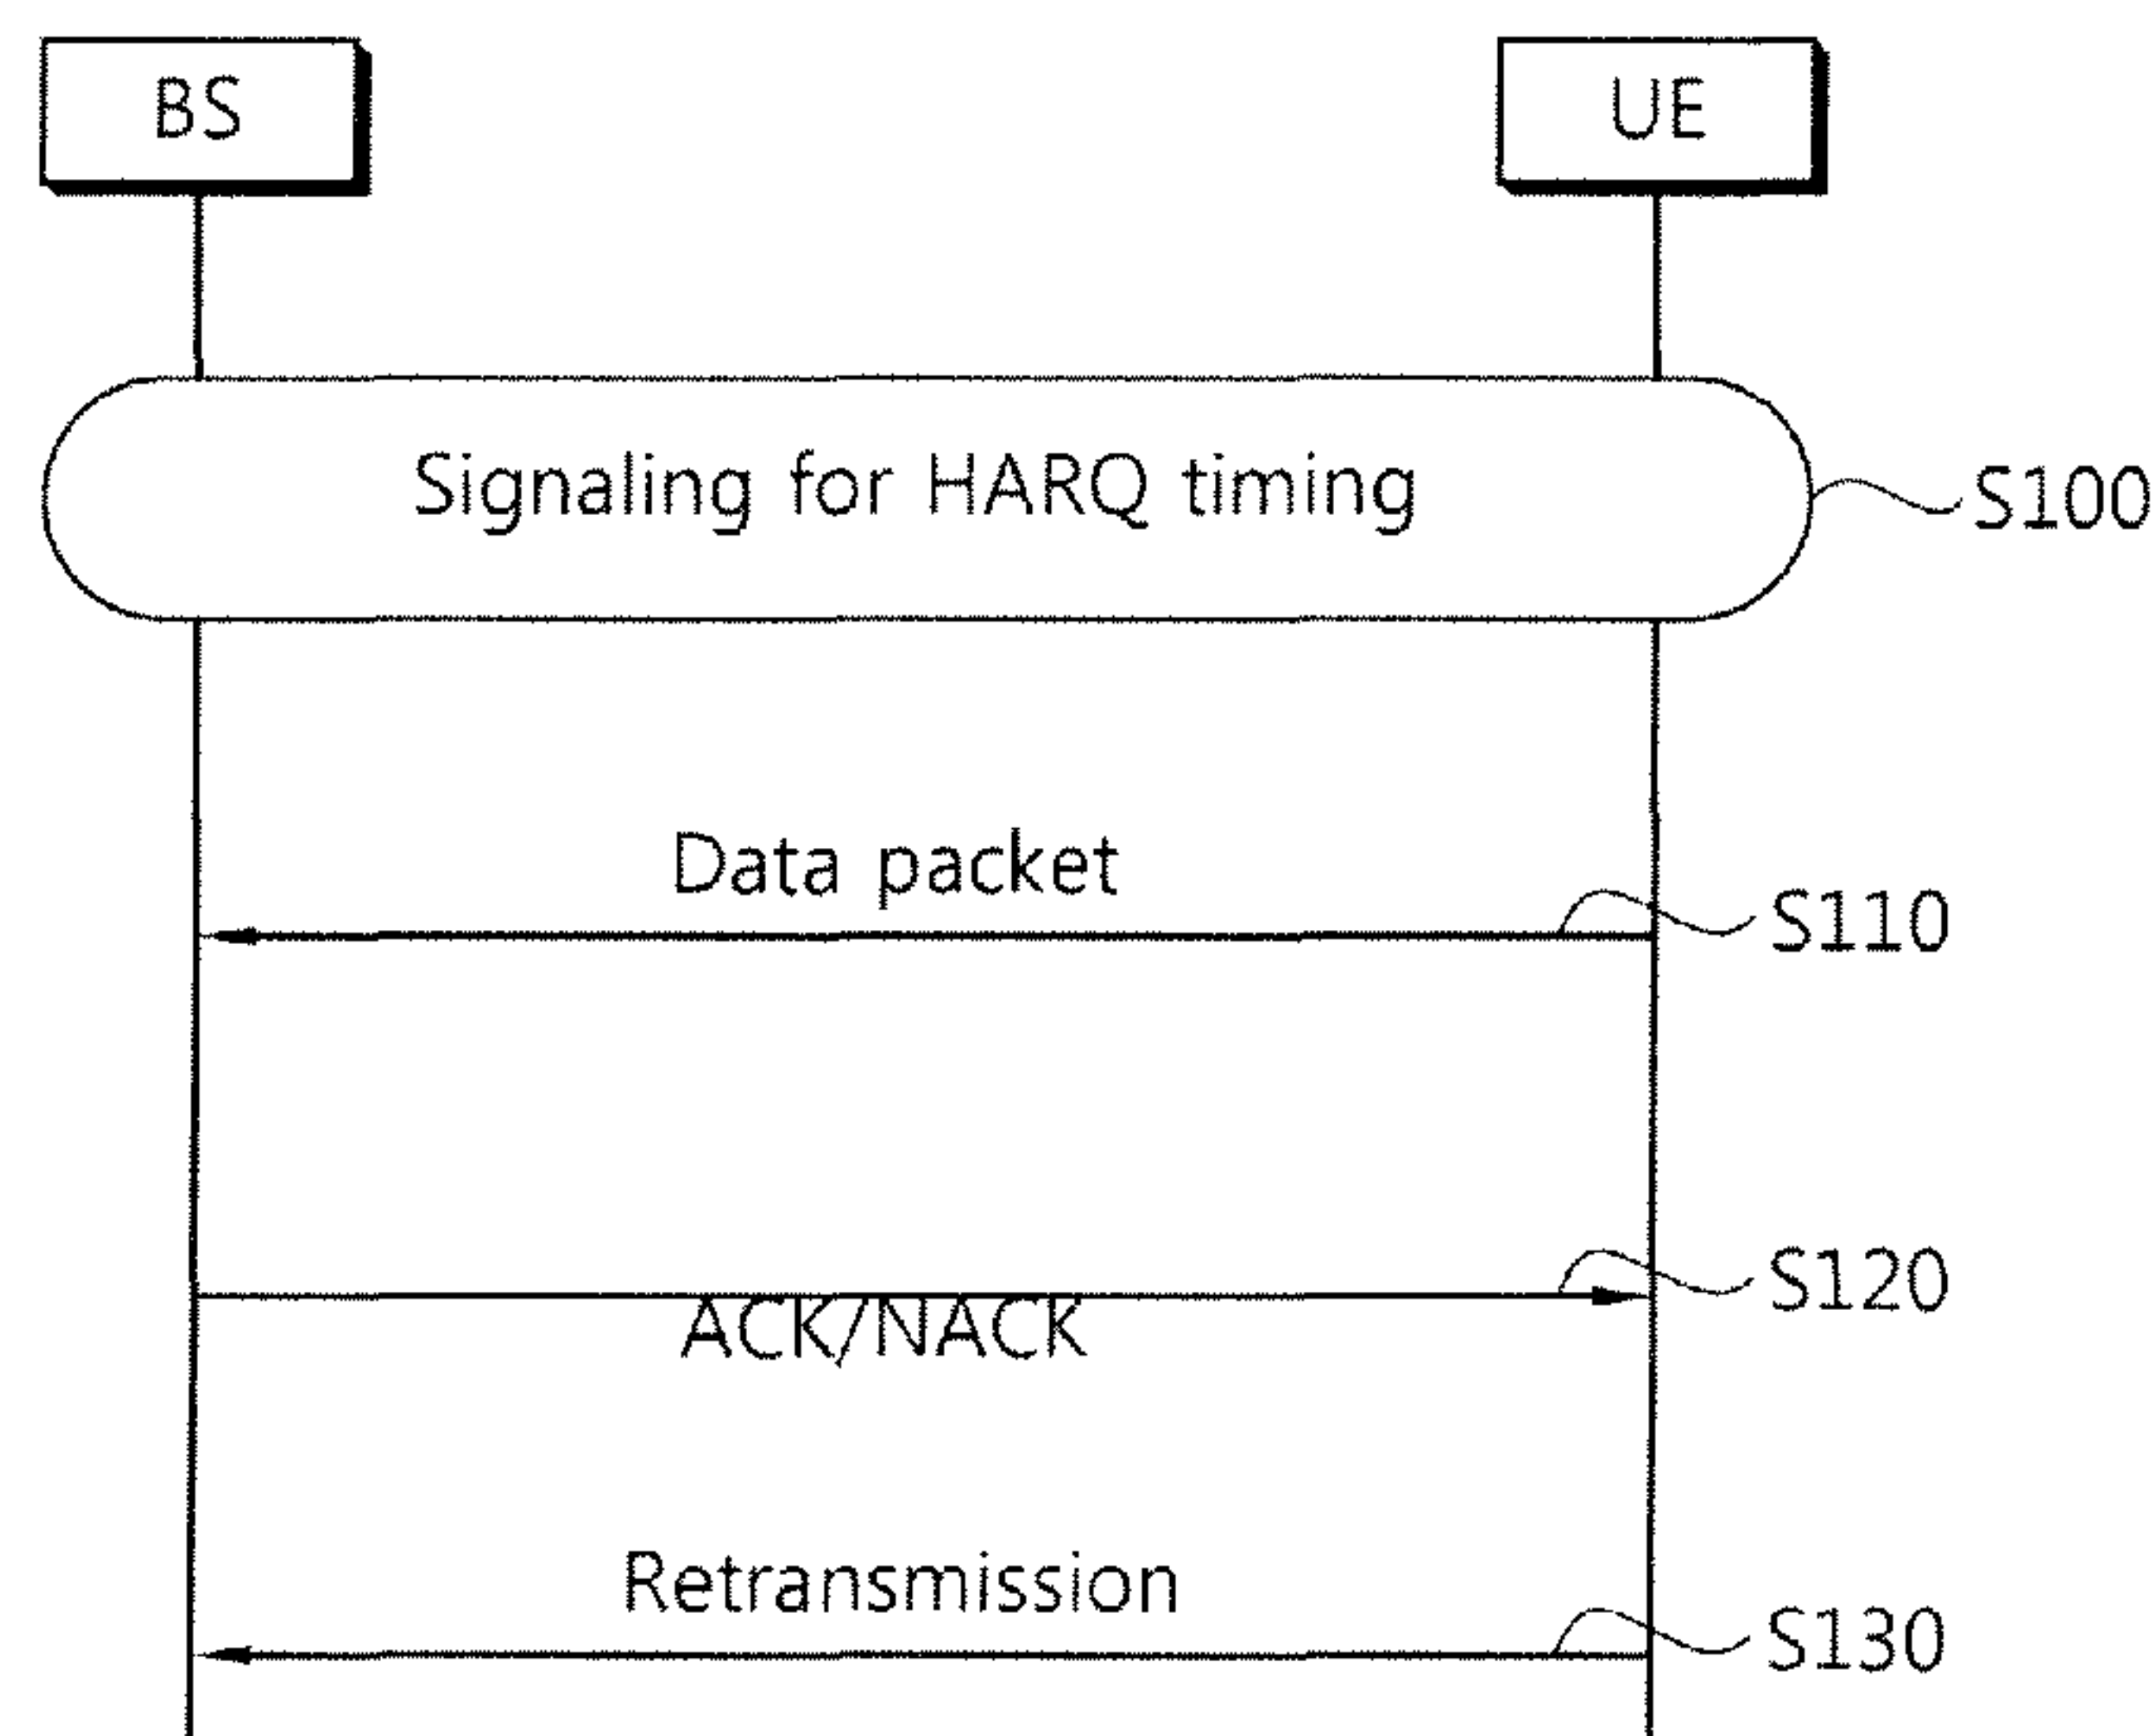 BS
UE
Signaling for HARQ timing
S100
Data packet
S110
S120
ACK/NACK
Retransmission
S130